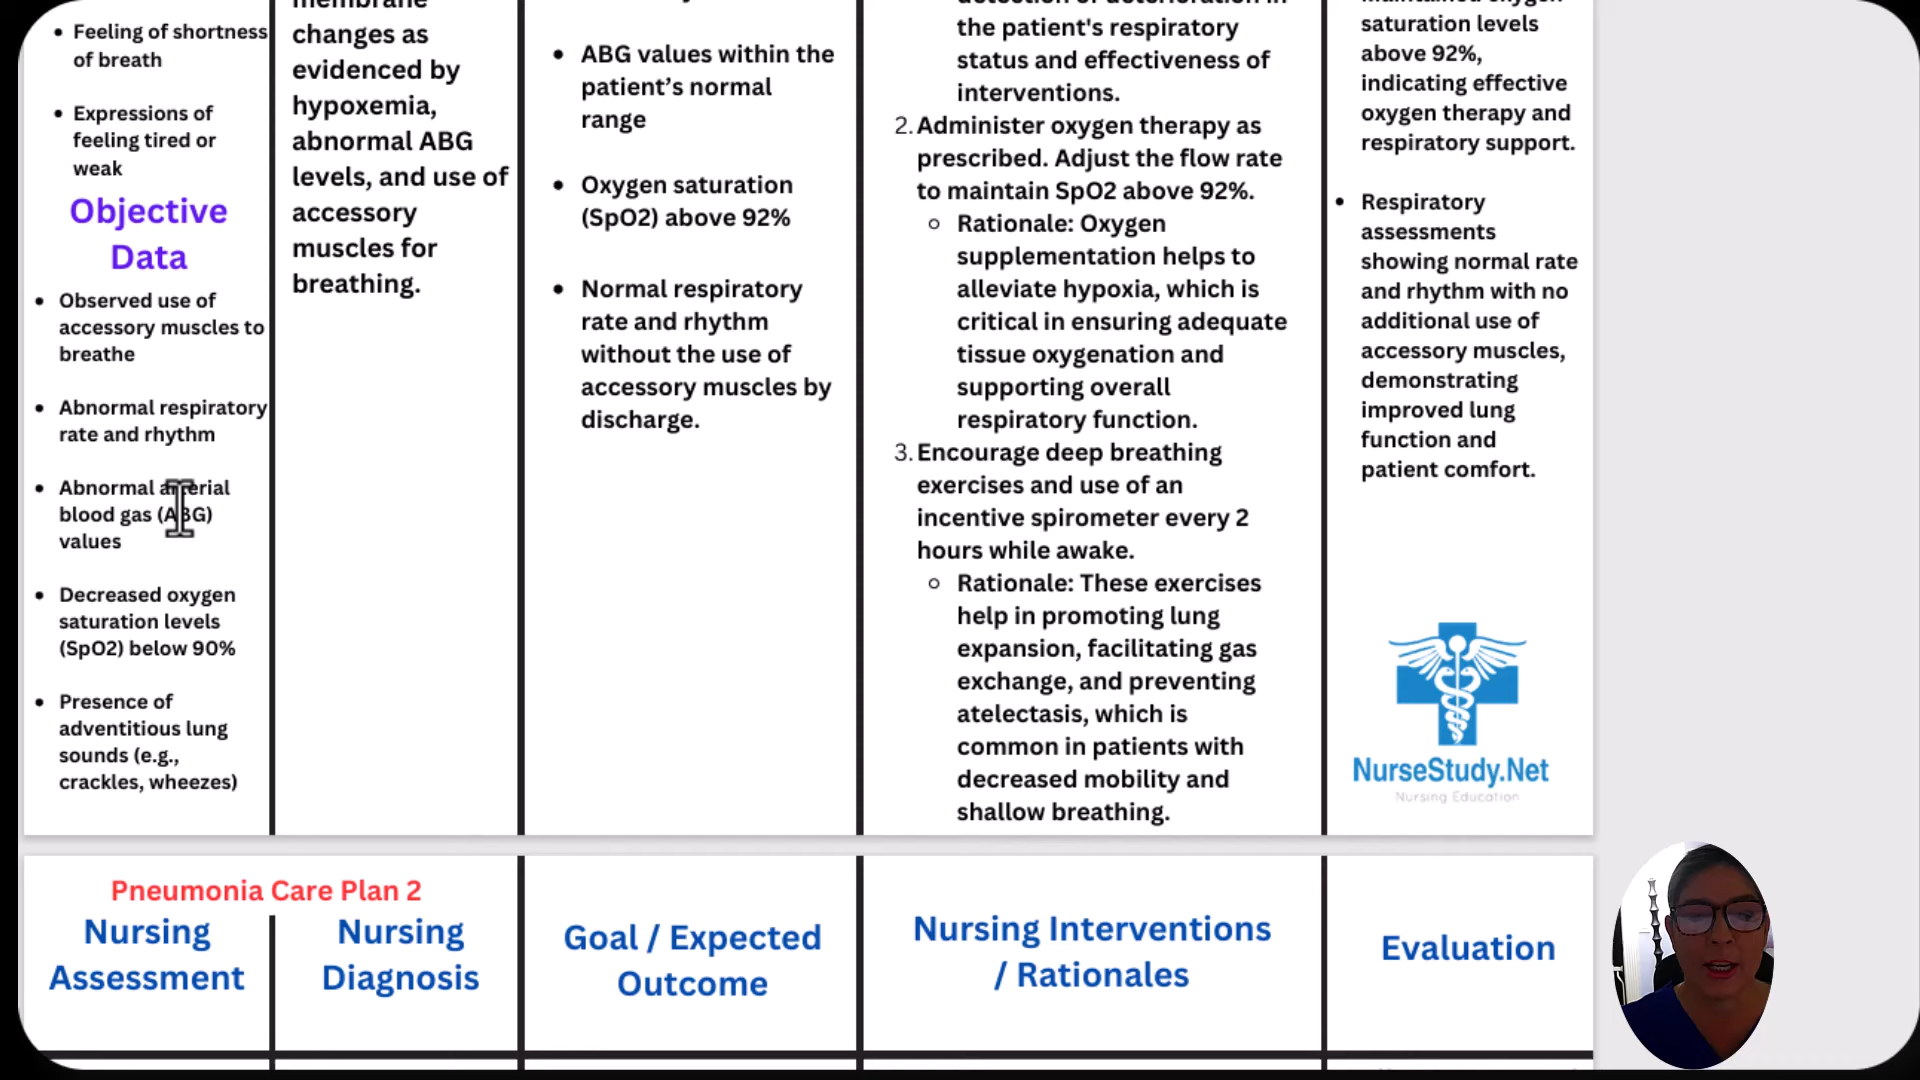 Feeling of shortness
of breath
Expressions of
feeling tired or
weak
Objective
Data
Observed use of
accessory muscles to
breathe
Abnormal respiratory
rate and rhythm
Abnormal arterial
blood gas (ABG)
values
Decreased oxygen
saturation levels
(SpO2) below 90%
Presence of
adventitious lung
sounds (e.g.,
crackles, wheezes)
membrane
changes as
evidenced by
hypoxemia,
abnormal ABG
levels, and use of
accessory
muscles for
breathing.
ABG values within the
patient’s normal
range
Oxygen saturation
(SpO2) above 92%
Normal respiratory
rate and rhythm
without the use of
accessory muscles by
discharge.
detection of deterioration in
the patient's respiratory
status and effectiveness of
interventions.
2. Administer oxygen therapy as
prescribed. Adjust the flow rate
to maintain SpO2 above 92%.
Rationale: Oxygen
supplementation helps to
alleviate hypoxia, which is
critical in ensuring adequate
tissue oxygenation and
supporting overall
respiratory function.
3. Encourage deep breathing
exercises and use of an
incentive spirometer every 2
hours while awake.
Rationale: These exercises
help in promoting lung
expansion, facilitating gas
exchange, and preventing
atelectasis, which is
common in patients with
decreased mobility and
shallow breathing.
maintained oxygen
saturation levels
above 92%,
indicating effective
oxygen therapy and
respiratory support.
Respiratory
assessments
showing normal rate
and rhythm with no
additional use of
accessory muscles,
demonstrating
improved lung
function and
patient comfort.
NurseStudy.Net
Nursing Education
Pneumonia Care Plan 2
Nursing
Assessment
Nursing
Diagnosis
Goal / Expected
Outcome
Nursing Interventions
/ Rationales
Evaluation